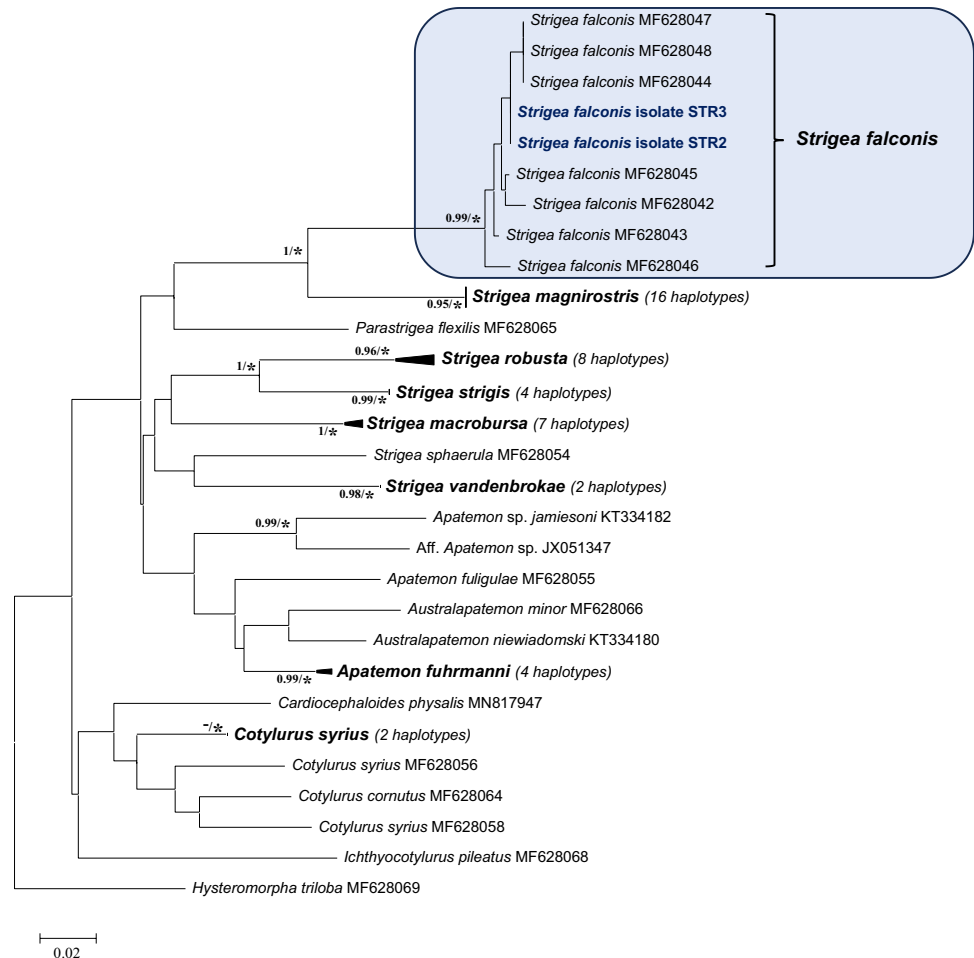 Strigea falconis MF628047
Strigea falconis MF628048
Strigea falconis MF628044
Strigea falconis isolate STR3
Strigea falconis isolate STR2
Strigea falconis
Strigea falconis MF628045
Strigea falconis MF628042
0.99/*
Strigea falconis MF628043
1/*
Strigea falconis MF628046
0.95/*
Strigea magnirostris (16 haplotypes)
Parastrigea flexilis MF628065
0.96/*
Strigea robusta (8 haplotypes)
1/*
0.99/*
Strigea strigis (4 haplotypes)
1/*
Strigea macrobursa (7 haplotypes)
Strigea sphaerula MF628054
0.98/*
Strigea vandenbrokae (2 haplotypes)
Apatemon sp. jamiesoni KT334182
0.99/*
Aff. Apatemon sp. JX051347
Apatemon fuligulae MF628055
Australapatemon minor MF628066
Australapatemon niewiadomski KT334180
0.99/*
Apatemon fuhrmanni (4 haplotypes)
Cardiocephaloides physalis MN817947
-/*
Cotylurus syrius (2 haplotypes)
Cotylurus syrius MF628056
Cotylurus cornutus MF628064
Cotylurus syrius MF628058
Ichthyocotylurus pileatus MF628068
Hysteromorpha triloba MF628069
0.02